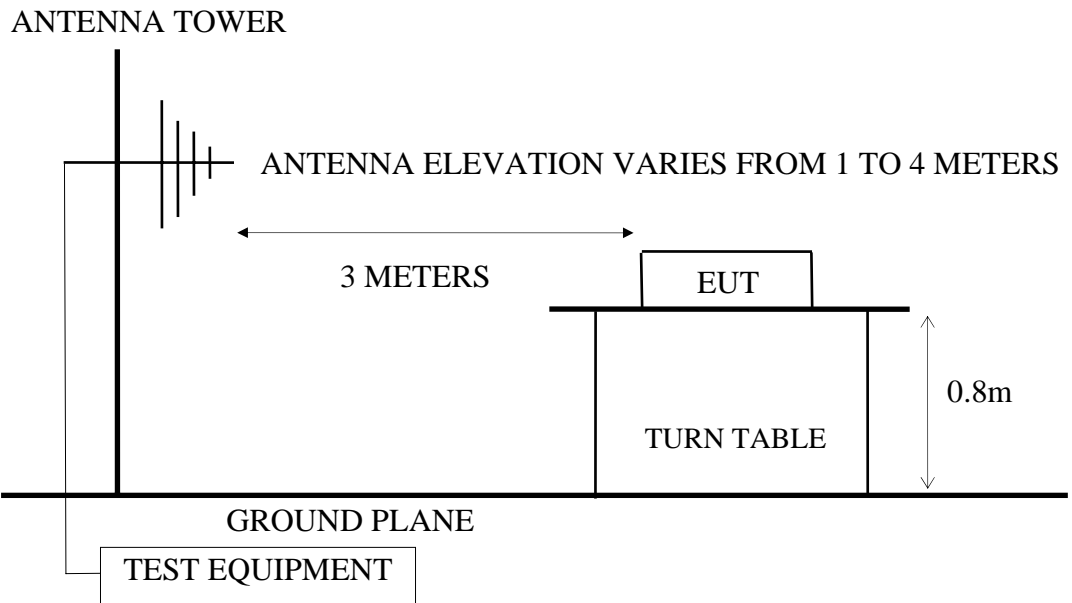 ANTENNA TOWER
ANTENNA ELEVATION VARIES FROM 1 TO 4 METERS
3 METERS
EUT
0.8m
TURN TABLE
GROUND PLANE
TEST EQUIPMENT